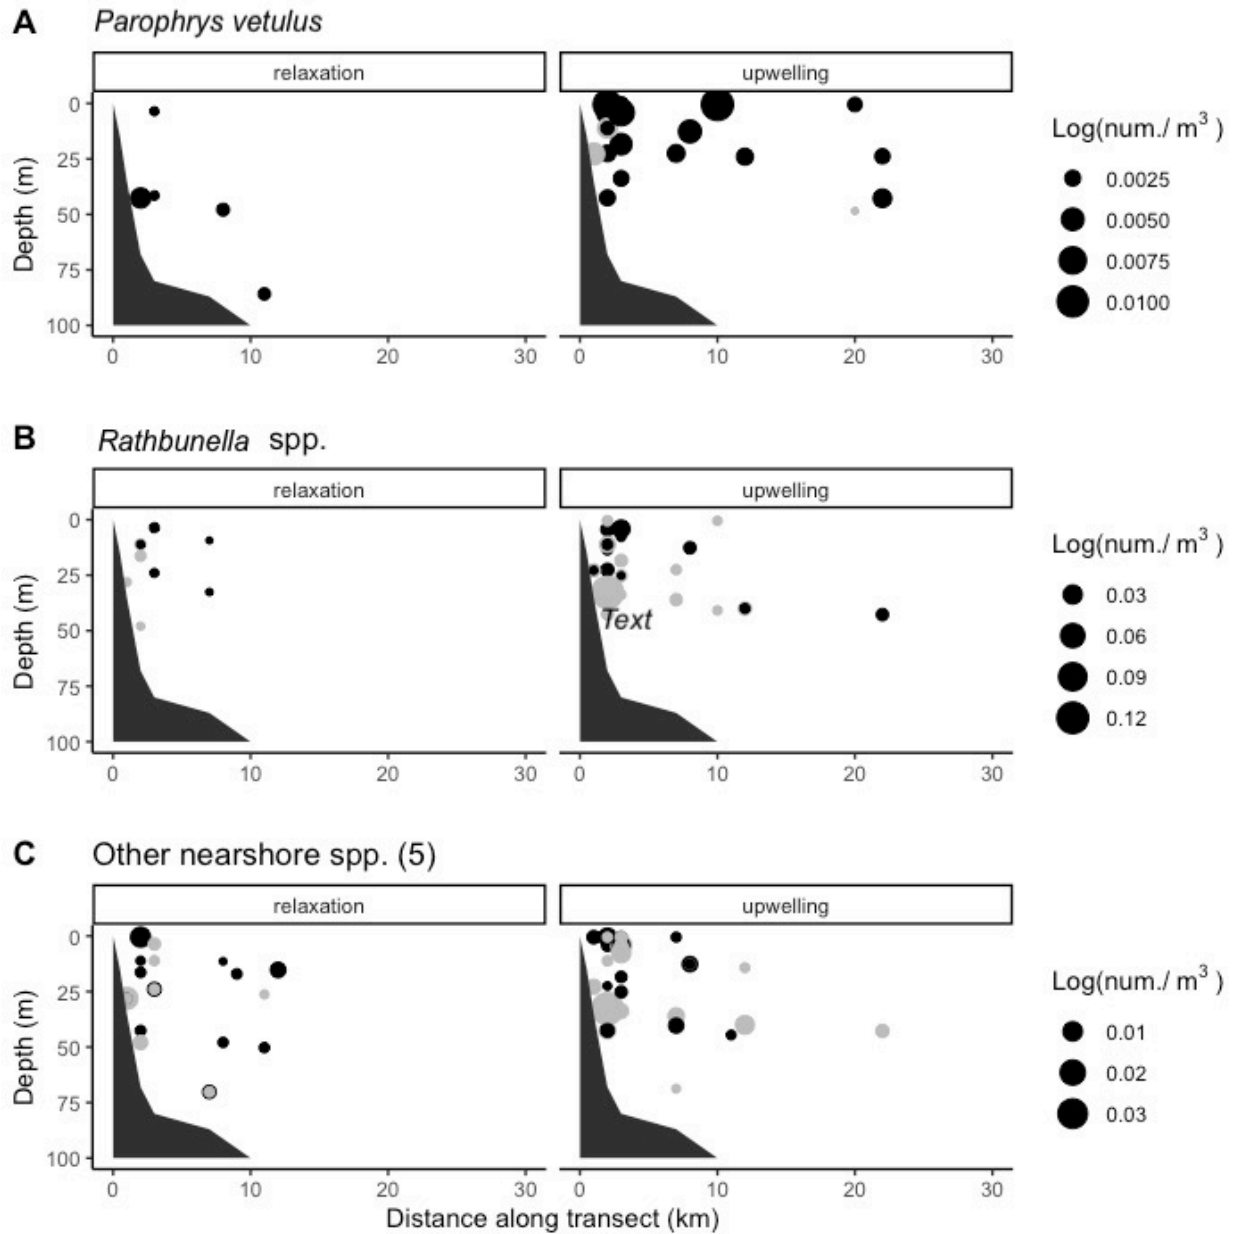 A Parophrys vetulus
relaxation upwelling
0
25
50
75
100
Depth (m)
0 10 20 30 0 10 20 30
Log(num./ m³ )
0.0025
0.0050
0.0075
0.0100
B Rathbunella spp.
relaxation upwelling
0
25
50
75
100
Depth (m)
Text
0 10 20 30 0 10 20 30
Log(num./ m³ )
0.03
0.06
0.09
0.12
C Other nearshore spp. (5)
relaxation upwelling
0
25
50
75
100
Depth (m)
0 10 20 30 0 10 20 30
Distance along transect (km)
Log(num./ m³ )
0.01
0.02
0.03